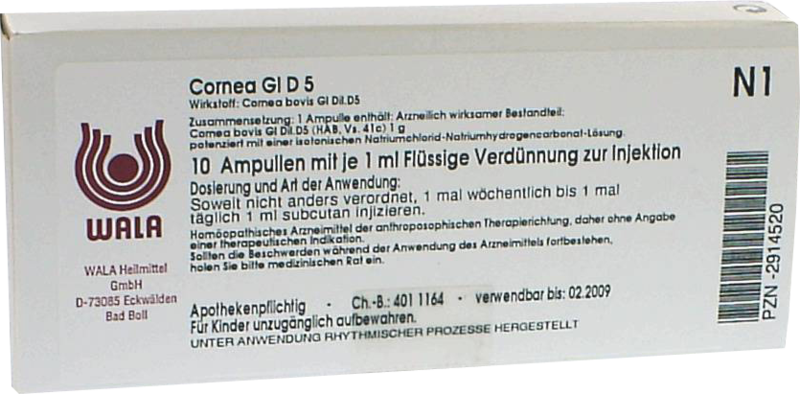 Cornea GI D 5
N1
Wirkstoff: Cornea bovis GI Dil.D5
Zusammensetzung: 1 Ampulle enthält: Arzneilich wirksamer Bestandteil:
Cornea bovis GI Dil.D5 (HAB, Vs. 41c) 1 g
potenziert mit einer isotonischen Natriumchlorid-Natriumhydrogencarbonat-Lösung.
10 Ampullen mit je 1 ml Flüssige Verdünnung zur Injektion
Dosierung und Art der Anwendung:
Soweit nicht anders verordnet, 1 mal wöchentlich bis 1 mal
täglich 1 ml subcutan injizieren.
Homöopathisches Arzneimittel der anthroposophischen Therapierichtung, daher ohne Angabe
einer therapeutischen Indikation.
Sollten die Beschwerden während der Anwendung des Arzneimittels fortbestehen,
holen Sie bitte medizinischen Rat ein.
WALA
WALA Heilmittel
GmbH
D-73085 Eckwälden
Bad Boll
Apothekenpflichtig - Ch.-B.: 401 1164 - verwendbar bis: 02.2009
Für Kinder unzugänglich aufbewahren.
UNTER ANWENDUNG RHYTHMISCHER PROZESSE HERGESTELLT
PZN -2914520